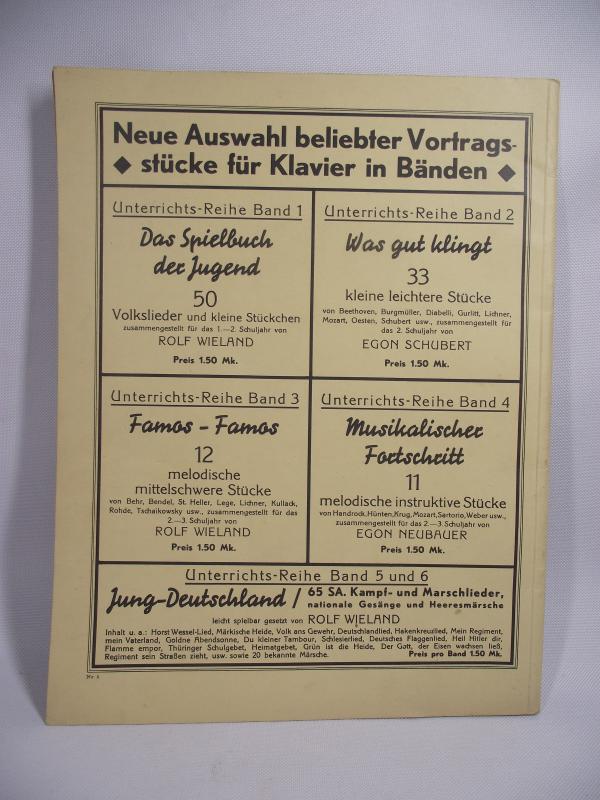 Neue Auswahl beliebter Vortrags-
◆ stücke für Klavier in Bänden ◆
Unterrichts-Reihe Band 1
Das Spielbuch
der Jugend
50
Volkslieder und kleine Stückchen
zusammengestellt für das 1.—2. Schuljahr von
ROLF WIELAND
Preis 1.50 Mk.
Unterrichts-Reihe Band 2
Was gut klingt
33
kleine leichtere Stücke
von Beethoven, Burgmüller, Diabelli, Gurlitt, Lichner,
Mozart, Oesten, Schubert usw., zusammengestellt für
das 2. Schuljahr von
EGON SCHUBERT
Preis 1.50 Mk.
Unterrichts-Reihe Band 3
Famos - Famos
12
melodische
mittelschwere Stücke
von Behr, Bendel, St. Heller, Lege, Lichner, Kullack,
Rohde, Tschaikowsky usw., zusammengestellt für das
2.—3. Schuljahr von
ROLF WIELAND
Preis 1.50 Mk.
Unterrichts-Reihe Band 4
Musikalischer
Fortschritt
11
melodische instruktive Stücke
von Handrock, Hünten, Krug, Mozart, Sartorio, Weber usw.,
zusammengestellt für das 2.—3. Schuljahr von
EGON NEUBAUER
Preis 1.50 Mk.
Unterrichts-Reihe Band 5 und 6
Jung-Deutschland / 65 SA. Kampf- und Marschlieder,
nationale Gesänge und Heeresmärsche
leicht spielbar gesetzt von ROLF WIELAND
Inhalt u. a.: Horst Wessel-Lied, Märkische Heide, Volk ans Gewehr, Deutschlandlied, Hakenkreuzlied, Mein Regiment,
mein Vaterland, Goldne Abendsonne, Du kleiner Tambour, Schlesierlied, Deutsches Flaggenlied, Heil Hitler dir,
Flamme empor, Thüringer Schulgebet, Heimatgebet, Grün ist die Heide, Der Gott, der Eisen wachsen ließ,
Regiment sein Straßen zieht, usw. sowie 20 bekannte Märsche. Preis pro Band 1.50 Mk.